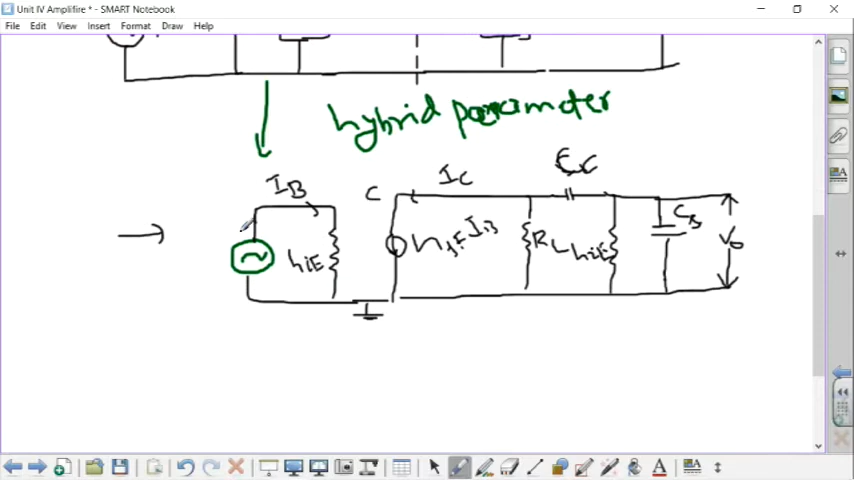 Unit IV Amplifire * - SMART Notebook
File Edit View Insert Format Draw Help
hybrid parameter
IB
C
IC
CC
hiE
hfE IB
RL
hiE
CS
Vo